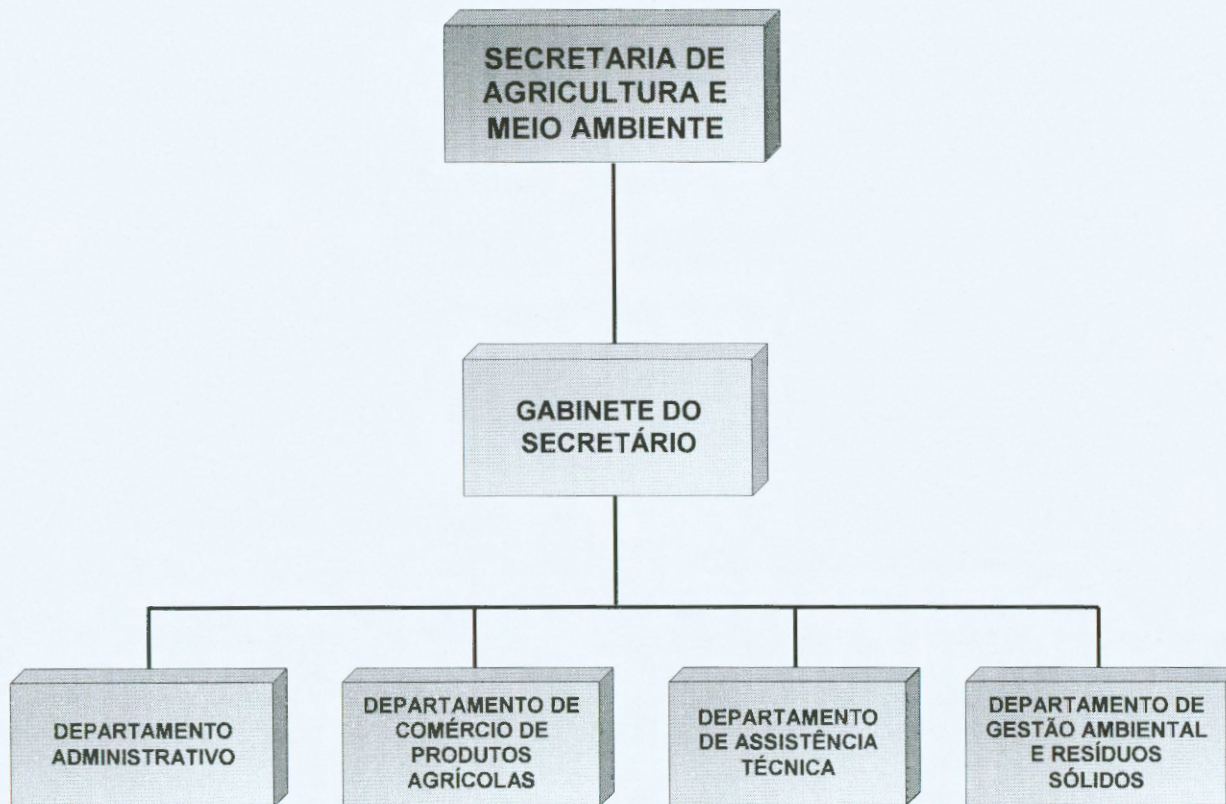 SECRETARIA DE
AGRICULTURA E
MEIO AMBIENTE
GABINETE DO
SECRETÁRIO
DEPARTAMENTO
ADMINISTRATIVO
DEPARTAMENTO DE
COMÉRCIO DE
PRODUTOS
AGRÍCOLAS
DEPARTAMENTO
DE ASSISTÊNCIA
TÉCNICA
DEPARTAMENTO DE
GESTÃO AMBIENTAL
E RESÍDUOS
SÓLIDOS